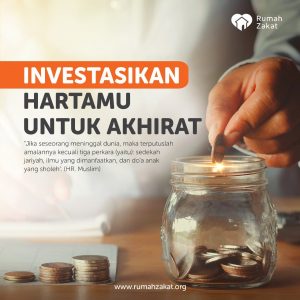 Rumah
Zakat
INVESTASIKAN
HARTAMU
UNTUK AKHIRAT
"Jika seseorang meninggal dunia, maka terputuslah
amalannya kecuali tiga perkara (yaitu): sedekah
jariyah, ilmu yang dimanfaatkan, dan do'a anak
yang sholeh". (HR. Muslim)
www.rumahzakat.org